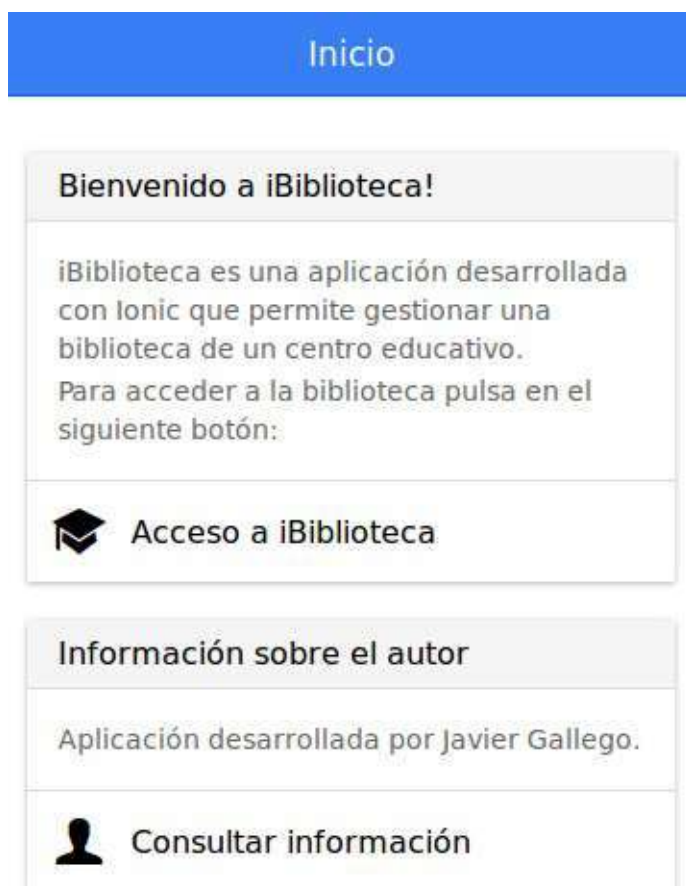 Inicio
Bienvenido a iBiblioteca!
iBiblioteca es una aplicación desarrollada
con Ionic que permite gestionar una
biblioteca de un centro educativo.
Para acceder a la biblioteca pulsa en el
siguiente botón:
Acceso a iBiblioteca
Información sobre el autor
Aplicación desarrollada por Javier Gallego.
Consultar información